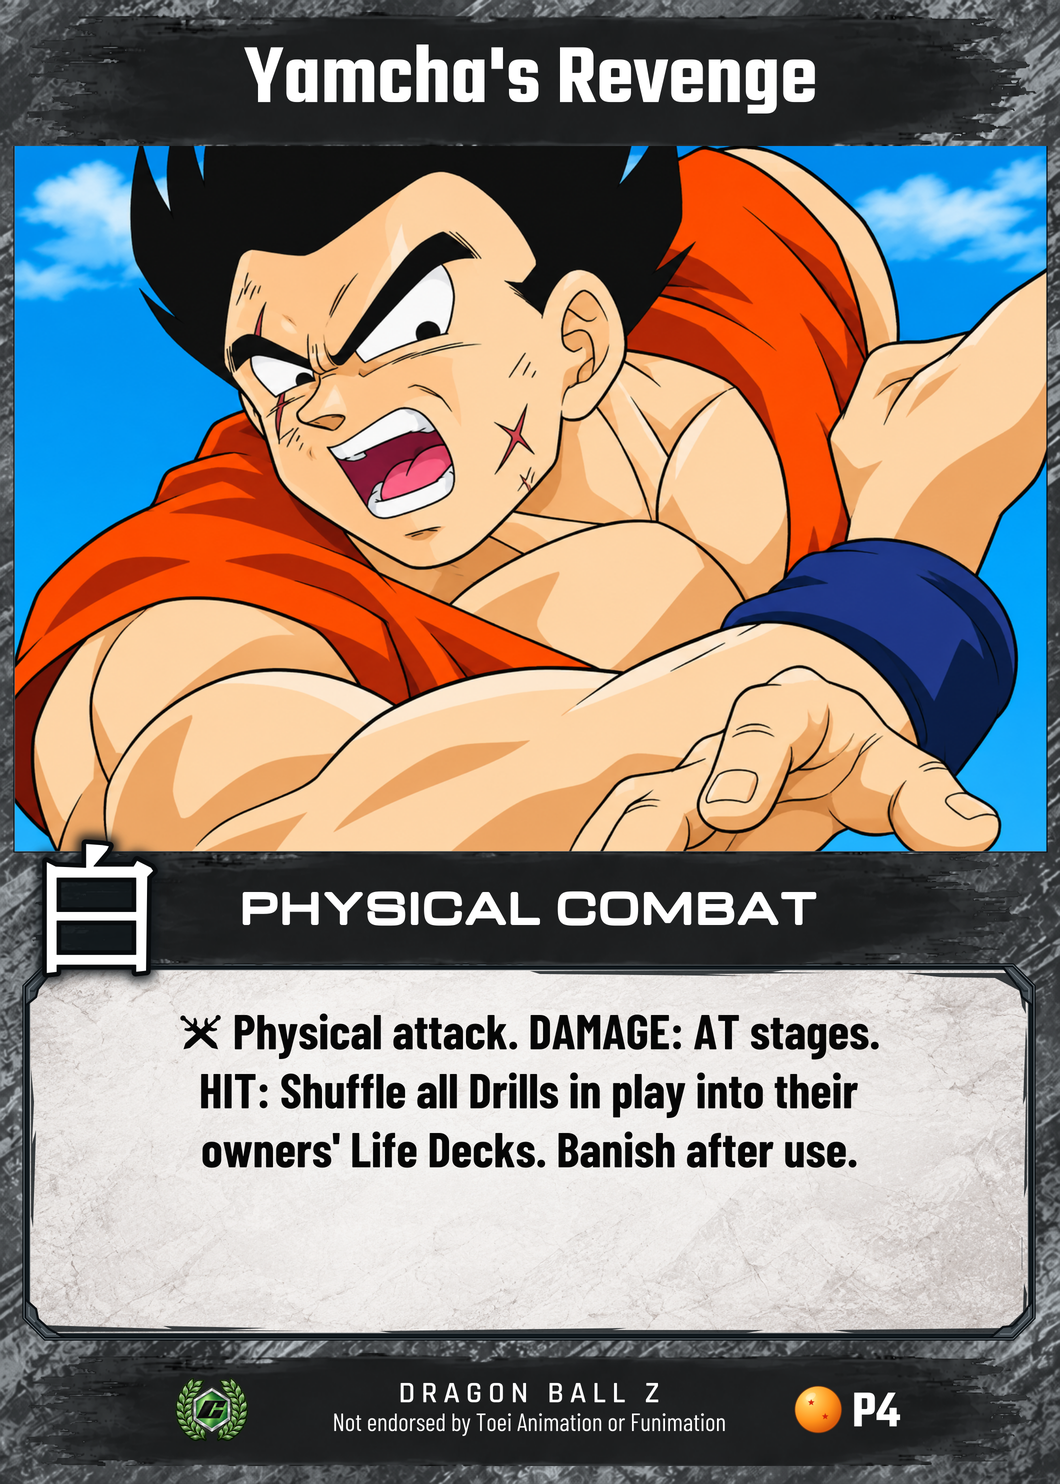 Yamcha's Revenge
白
PHYSICAL COMBAT
Physical attack. DAMAGE: AT stages.
HIT: Shuffle all Drills in play into their
owners' Life Decks. Banish after use.
C
DRAGON BALL Z
Not endorsed by Toei Animation or Funimation
P4